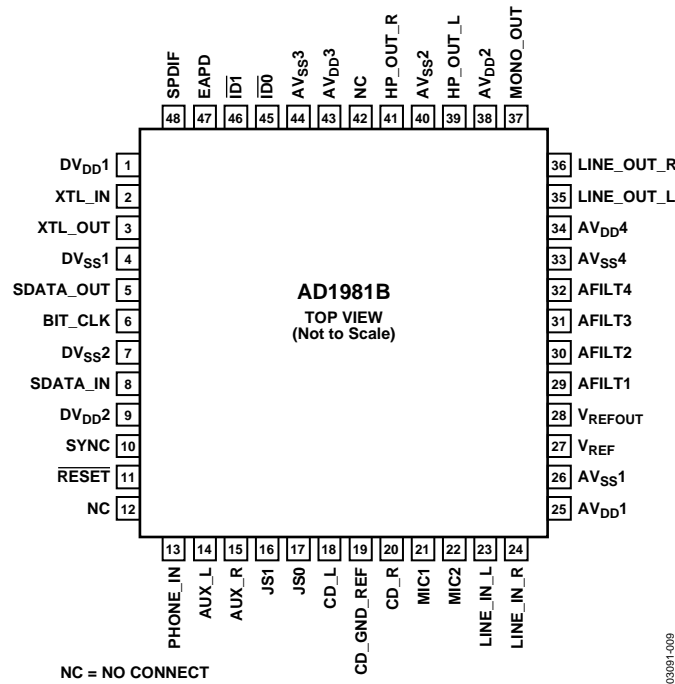 SPDIF
EAPD
ID1
ID0
AVSS3
AVDD3
NC
HP_OUT_R
AVSS2
HP_OUT_L
AVDD2
MONO_OUT
48 47 46 45 44 43 42 41 40 39 38 37
DVDD1 1
XTL_IN 2
XTL_OUT 3
DVSS1 4
SDATA_OUT 5
BIT_CLK 6
DVSS2 7
SDATA_IN 8
DVDD2 9
SYNC 10
RESET 11
NC 12
AD1981B
TOP VIEW
(Not to Scale)
36 LINE_OUT_R
35 LINE_OUT_L
34 AVDD4
33 AVSS4
32 AFILT4
31 AFILT3
30 AFILT2
29 AFILT1
28 VREFOUT
27 VREF
26 AVSS1
25 AVDD1
13 14 15 16 17 18 19 20 21 22 23 24
PHONE_IN
AUX_L
AUX_R
JS1
JS0
CD_L
CD_GND_REF
CD_R
MIC1
MIC2
LINE_IN_L
LINE_IN_R
NC = NO CONNECT
03091-009